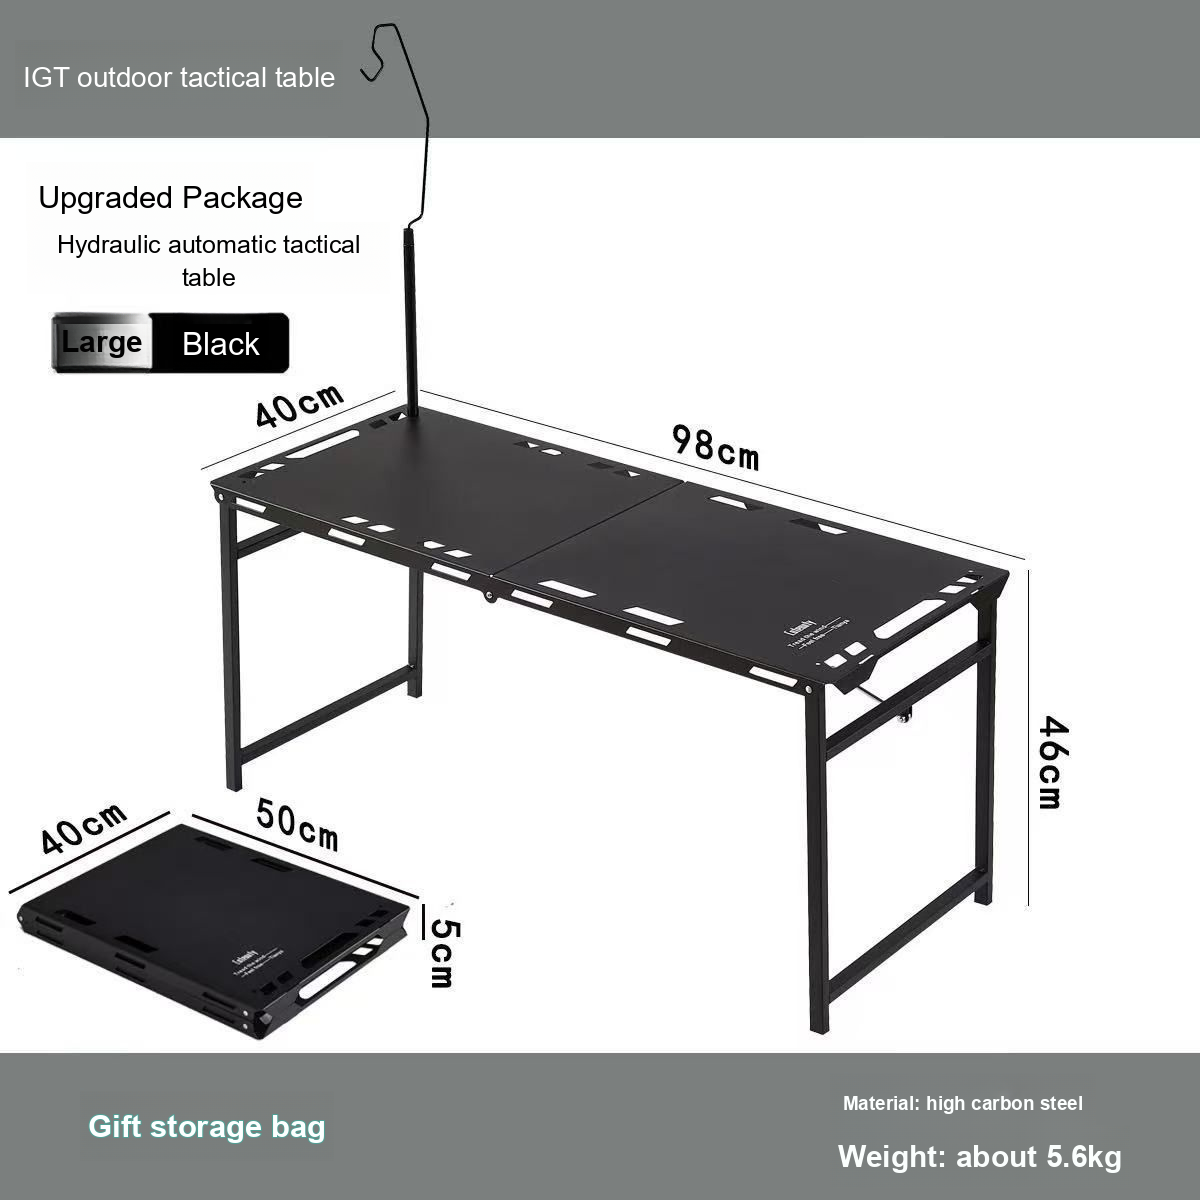 IGT outdoor tactical table
Upgraded Package
Hydraulic automatic tactical
table
Large Black
40cm
98cm
46cm
40cm
50cm
5cm
Gift storage bag
Material: high carbon steel
Weight: about 5.6kg